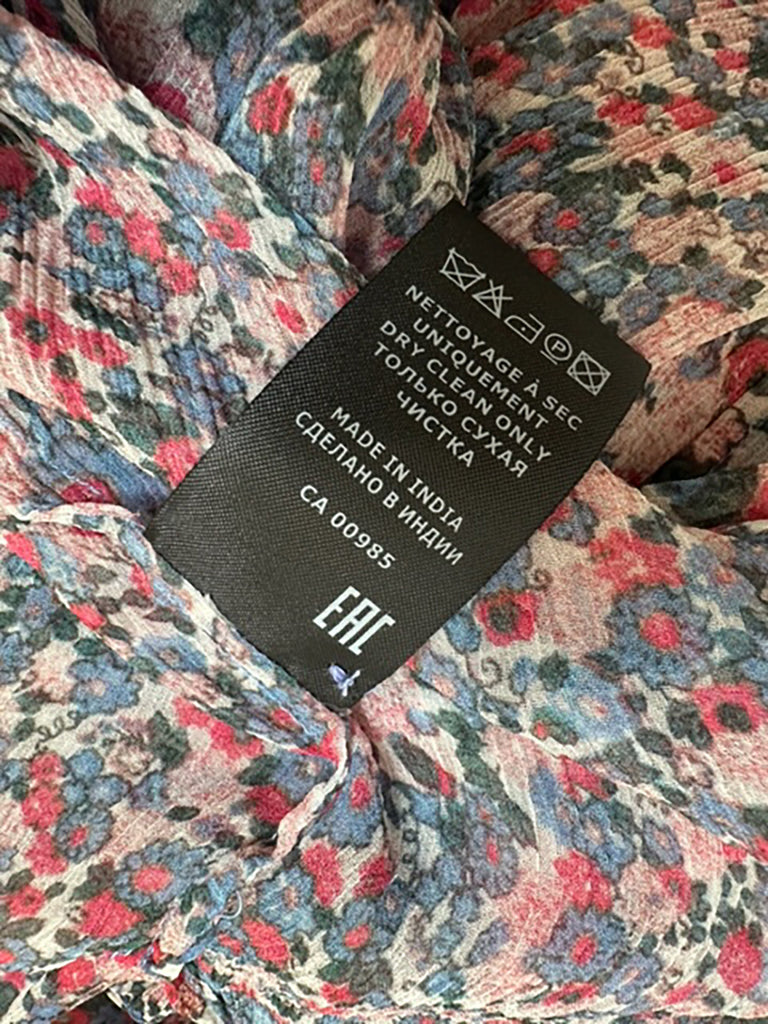 NETTOYAGE À SEC
UNIQUEMENT
DRY CLEAN ONLY
ТОЛЬКО СУХАЯ
ЧИСТКА
MADE IN INDIA
СДЕЛАНО В ИНДИИ
CA 00985
EAC